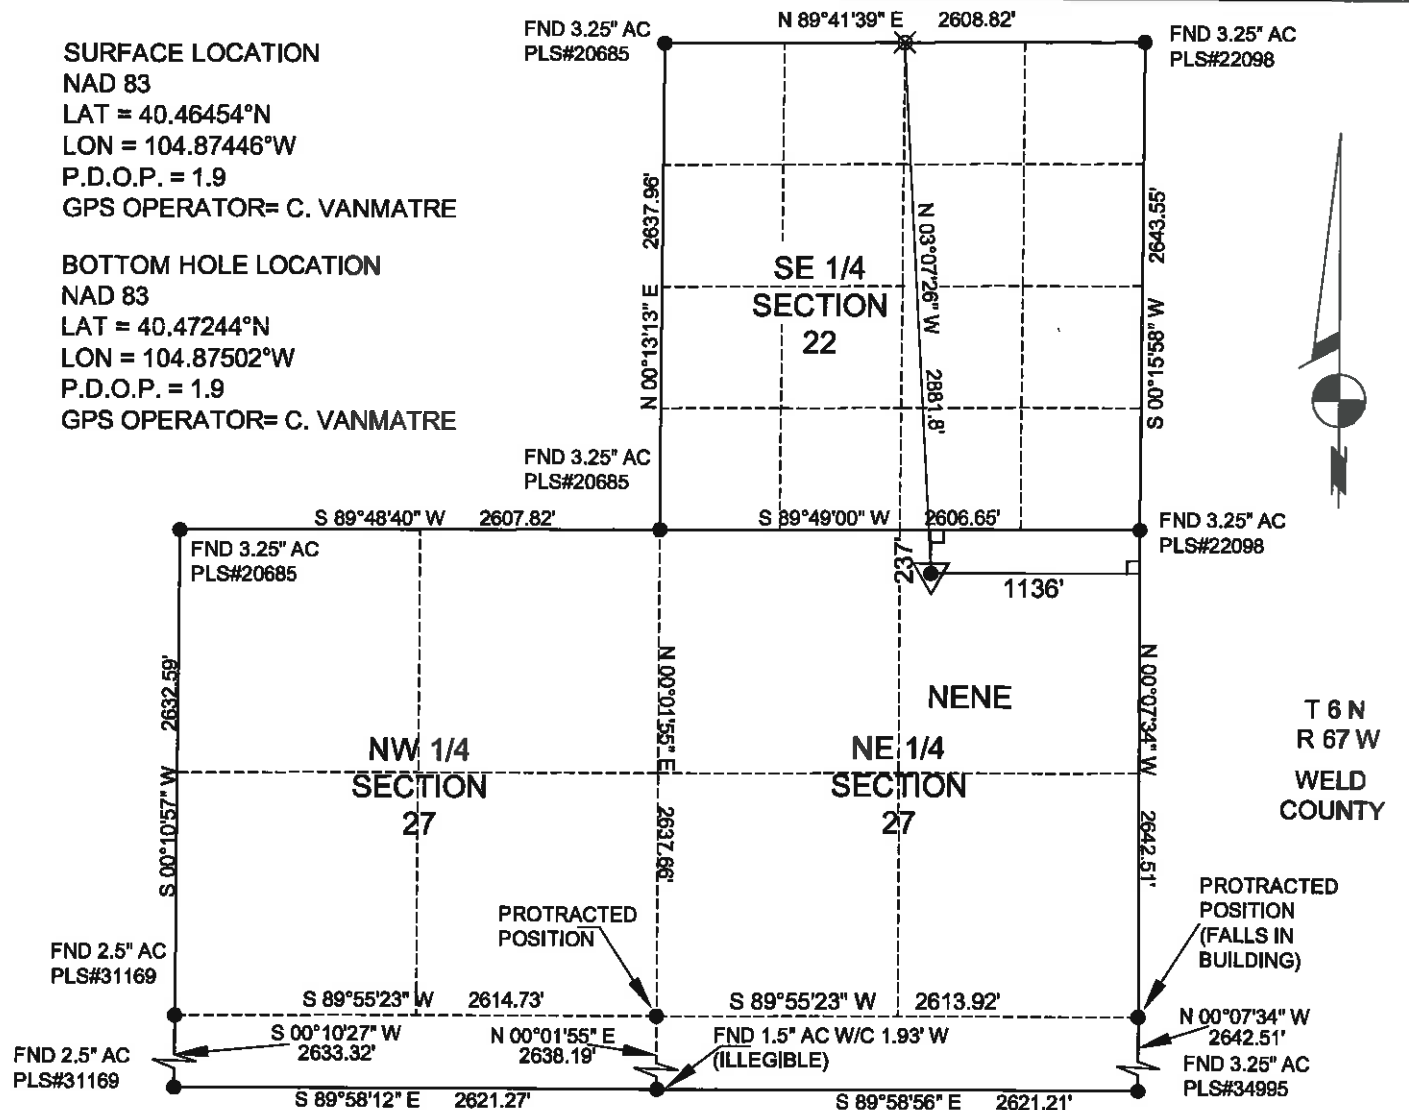 SURFACE LOCATION
NAD 83
LAT = 40.46454°N
LON = 104.87446°W
P.D.O.P. = 1.9
GPS OPERATOR= C. VANMATRE
BOTTOM HOLE LOCATION
NAD 83
LAT = 40.47244°N
LON = 104.87502°W
P.D.O.P. = 1.9
GPS OPERATOR= C. VANMATRE
FND 3.25" AC
PLS#20685
N 89°41'39" E 2608.82'
FND 3.25" AC
PLS#22098
N 00°13'13" E 2637.96'
SE 1/4
SECTION
22
N 03°07'26" W 2881.8'
S 00°15'58" W 2643.55'
N
FND 3.25" AC
PLS#20685
S 89°48'40" W 2607.82'
S 89°49'00" W 2606.65'
FND 3.25" AC
PLS#22098
FND 3.25" AC
PLS#20685
237'
1136'
S 00°10'57" W 2632.59'
NW 1/4
SECTION
27
N 00°01'55" E 2637.66'
NENE
NE 1/4
SECTION
27
N 00°07'34" W 2642.51'
T 6 N
R 67 W
WELD
COUNTY
PROTRACTED
POSITION
PROTRACTED
POSITION
(FALLS IN
BUILDING)
FND 2.5" AC
PLS#31169
S 89°55'23" W 2614.73'
S 89°55'23" W 2613.92'
S 00°10'27" W
2633.32'
N 00°01'55" E
2638.19'
FND 1.5" AC W/C 1.93' W
(ILLEGIBLE)
N 00°07'34" W
2642.51'
FND 2.5" AC
PLS#31169
FND 3.25" AC
PLS#34995
S 89°58'12" E 2621.27'
S 89°58'56" E 2621.21'